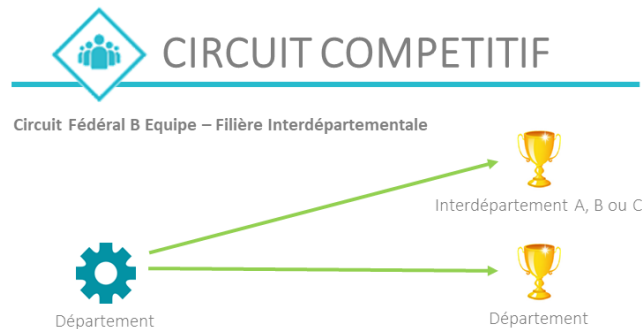 CIRCUIT COMPETITIF
Circuit Fédéral B Equipe – Filière Interdépartementale
Interdépartement A, B ou C
Département
Département